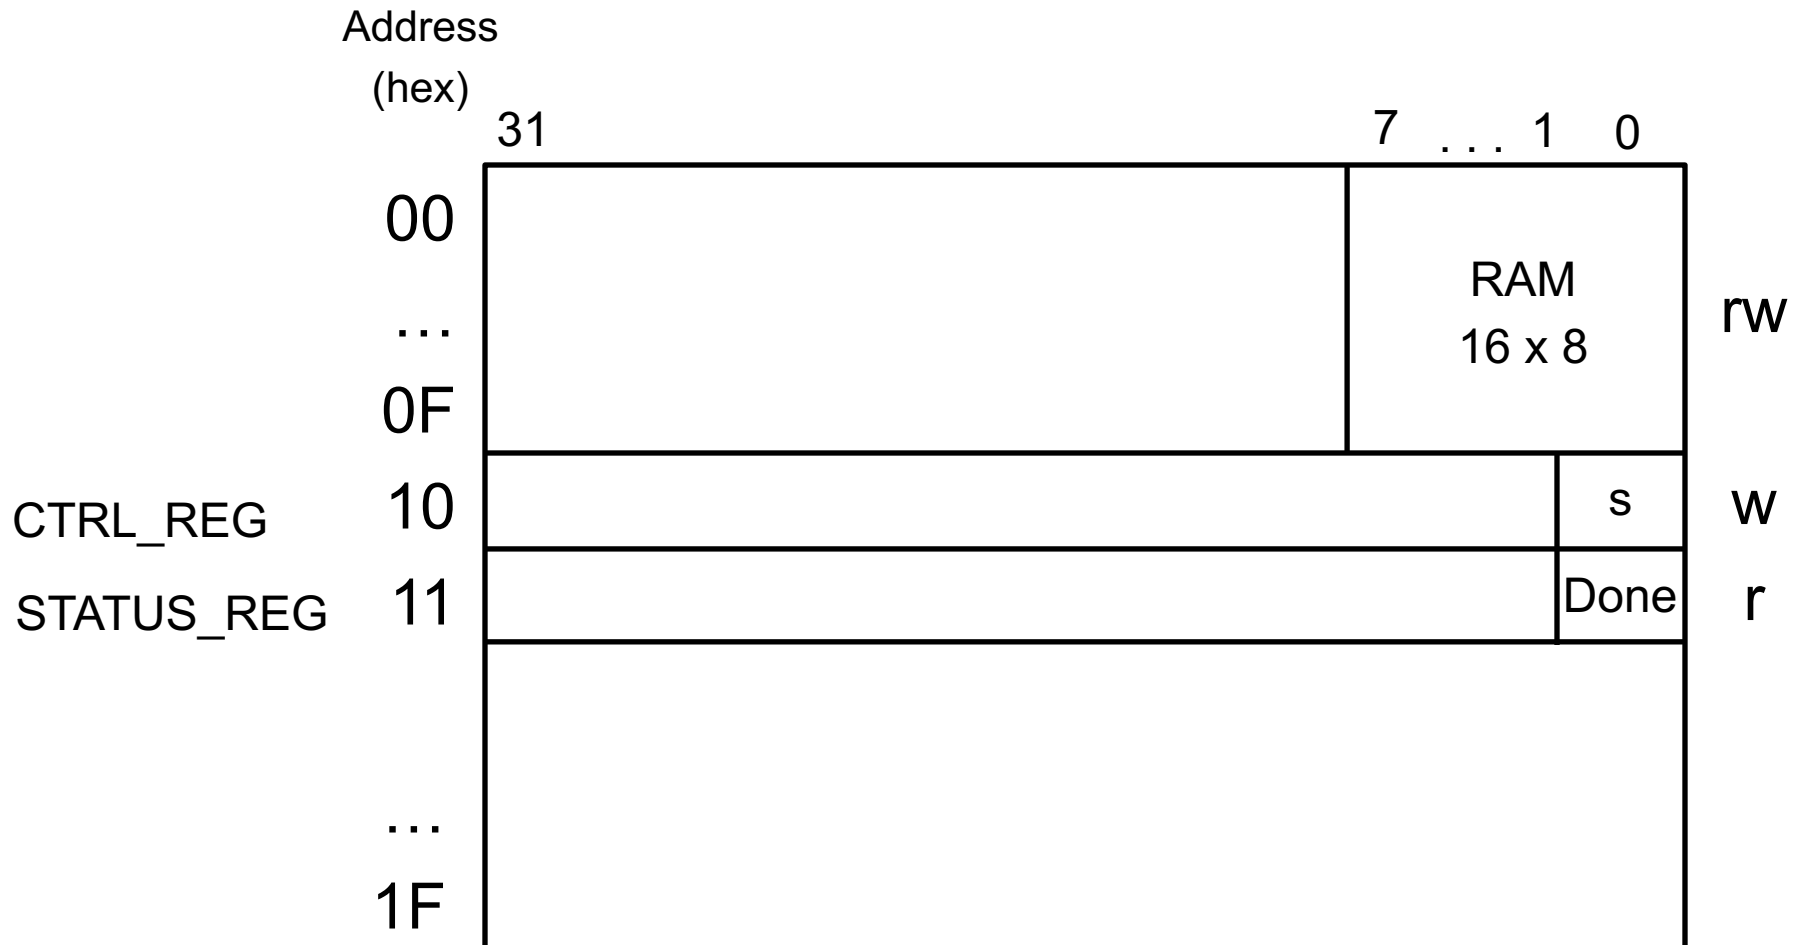 Address
(hex)
31 7 . . . 1 0
00
...
0F
RAM
16 x 8
rw
CTRL_REG 10 s w
STATUS_REG 11 Done r
...
1F